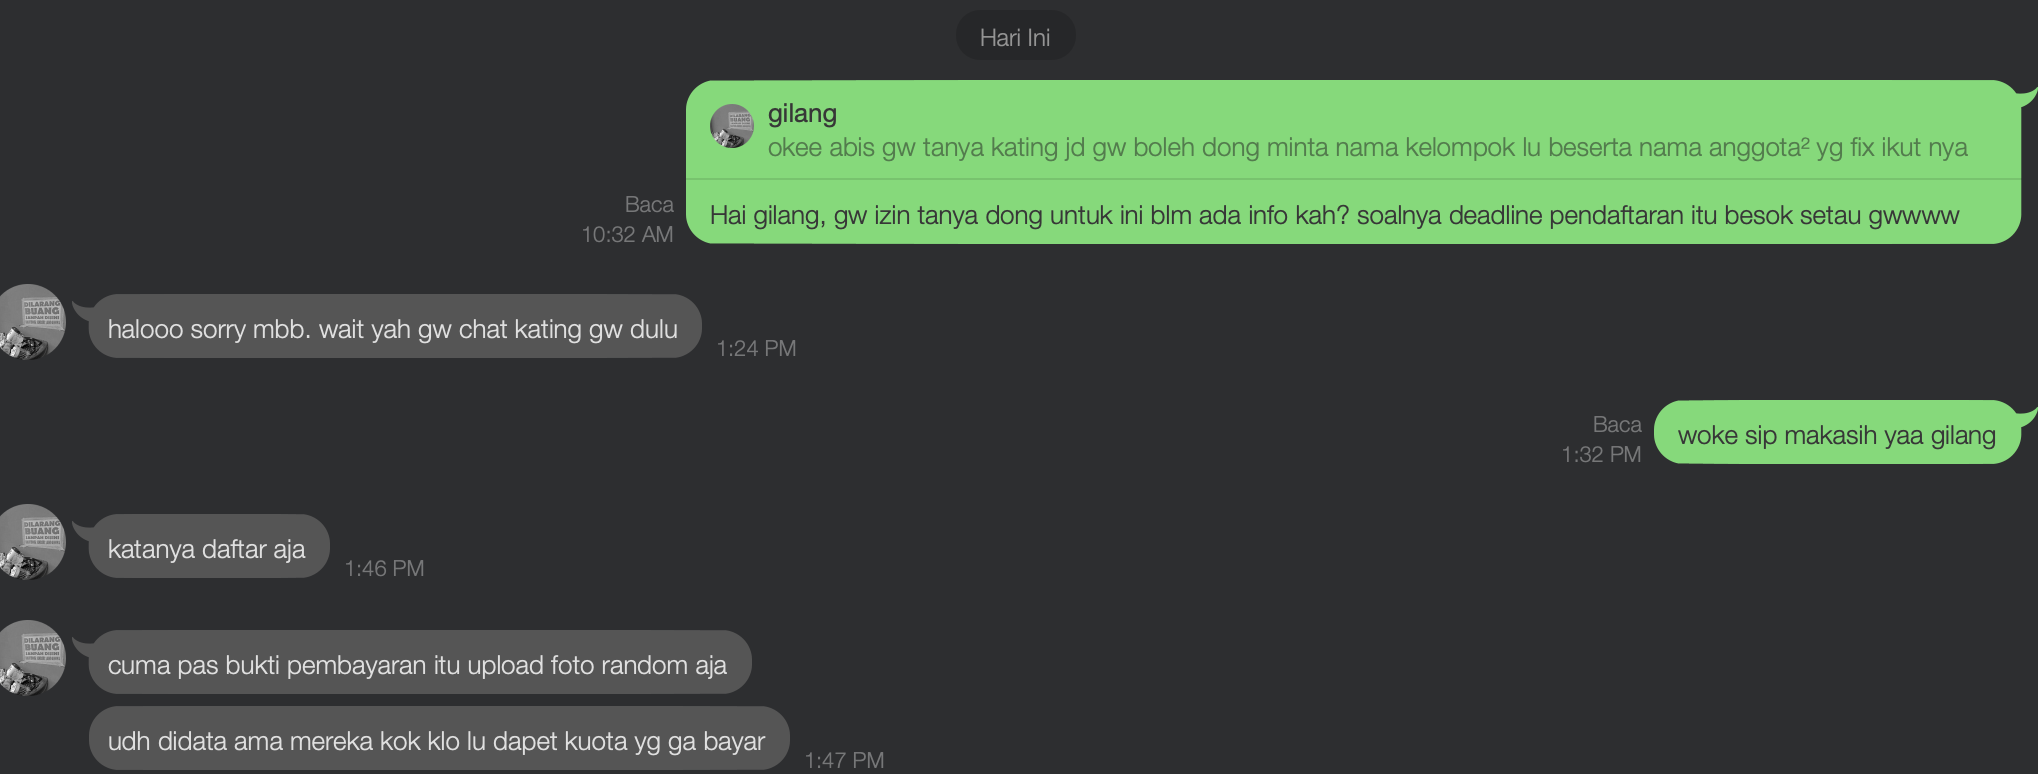 Hari Ini
gilang
okee abis gw tanya kating jd gw boleh dong minta nama kelompok lu beserta nama anggota² yg fix ikut nya
Hai gilang, gw izin tanya dong untuk ini blm ada info kah? soalnya deadline pendaftaran itu besok setau gwwww
Baca
10:32 AM
halooo sorry mbb. wait yah gw chat kating gw dulu
1:24 PM
woke sip makasih yaa gilang
Baca
1:32 PM
katanya daftar aja
1:46 PM
cuma pas bukti pembayaran itu upload foto random aja
udh didata ama mereka kok klo lu dapet kuota yg ga bayar
1:47 PM
DILARANG
BUANG